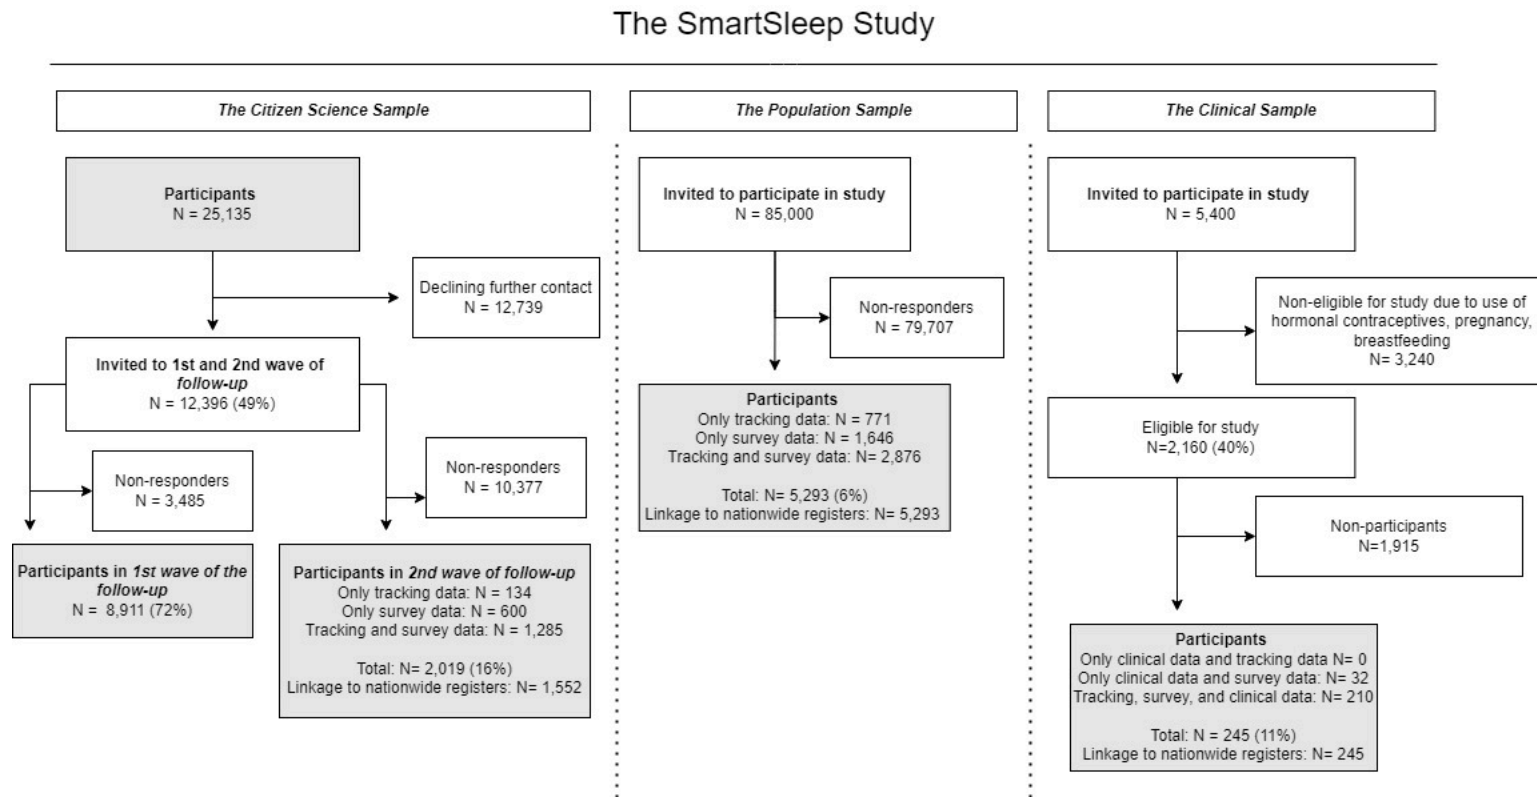 The SmartSleep Study
The Citizen Science Sample
Participants
N = 25,135
Declining further contact
N = 12,739
Invited to 1st and 2nd wave of
follow-up
N = 12,396 (49%)
Non-responders
N = 3,485
Non-responders
N = 10,377
Participants in 1st wave of the
follow-up
N = 8,911 (72%)
Participants in 2nd wave of follow-up
Only tracking data: N = 134
Only survey data: N = 600
Tracking and survey data: N = 1,285
Total: N= 2,019 (16%)
Linkage to nationwide registers: N= 1,552
The Population Sample
Invited to participate in study
N = 85,000
Non-responders
N = 79,707
Participants
Only tracking data: N = 771
Only survey data: N = 1,646
Tracking and survey data: N= 2,876
Total: N= 5,293 (6%)
Linkage to nationwide registers: N= 5,293
The Clinical Sample
Invited to participate in study
N = 5,400
Non-eligible for study due to use of
hormonal contraceptives, pregnancy,
breastfeeding
N= 3,240
Eligible for study
N=2,160 (40%)
Non-participants
N=1,915
Participants
Only clinical data and tracking data N= 0
Only clinical data and survey data: N= 32
Tracking, survey, and clinical data: N= 210
Total: N = 245 (11%)
Linkage to nationwide registers: N= 245